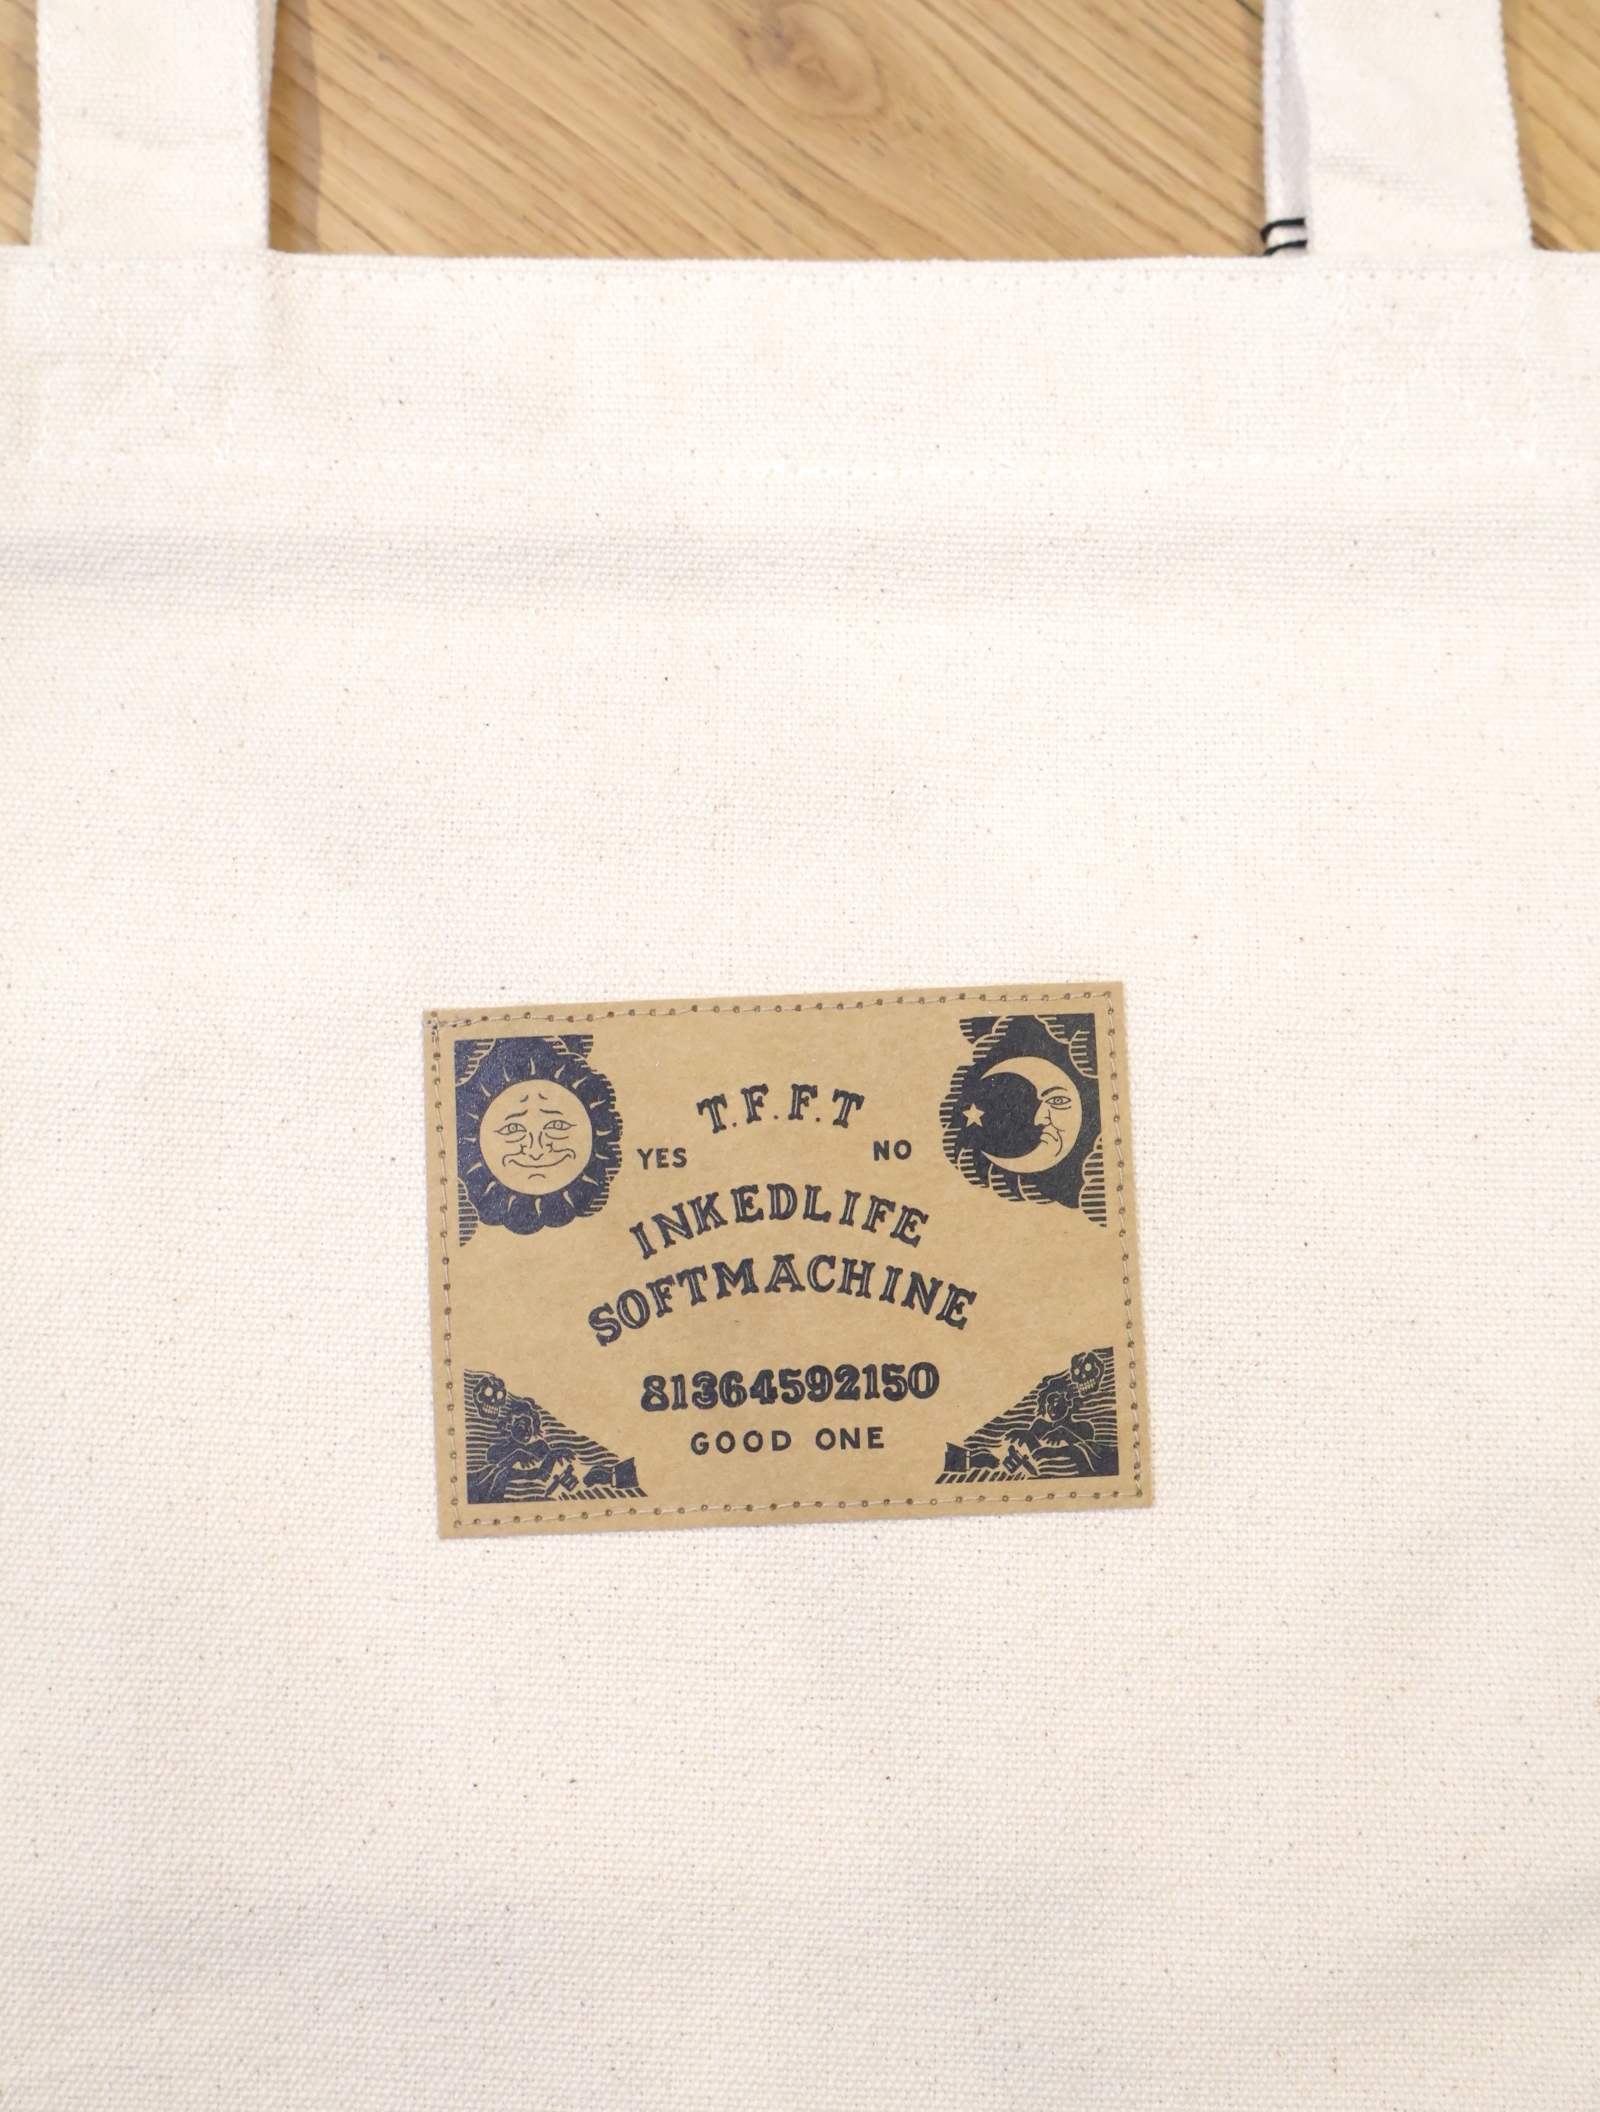 T.F.F.T
YES NO
INKEDLIFE
SOFTMACHINE
81364592150
GOOD ONE